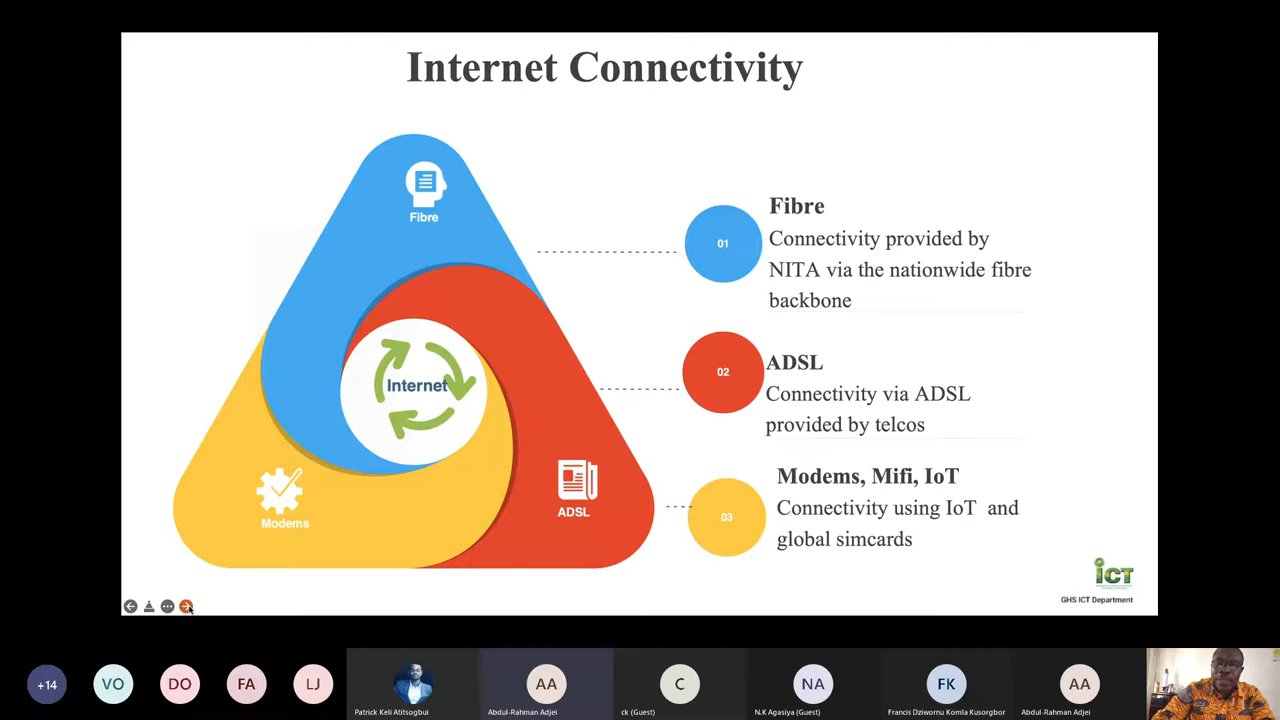 Internet Connectivity
Fibre
Internet
Modems
ADSL
01
Fibre
Connectivity provided by
NITA via the nationwide fibre
backbone
02
ADSL
Connectivity via ADSL
provided by telcos
03
Modems, Mifi, IoT
Connectivity using IoT and
global simcards
ICT
GHS ICT Department
+14
VO
DO
FA
LJ
Patrick Keli Atitsogbui
AA
Abdul-Rahman Adjei
C
ck (Guest)
NA
N.K Agasiya (Guest)
FK
Francis Dziwornu Komla Kusorgbor
AA
Abdul-Rahman Adjei